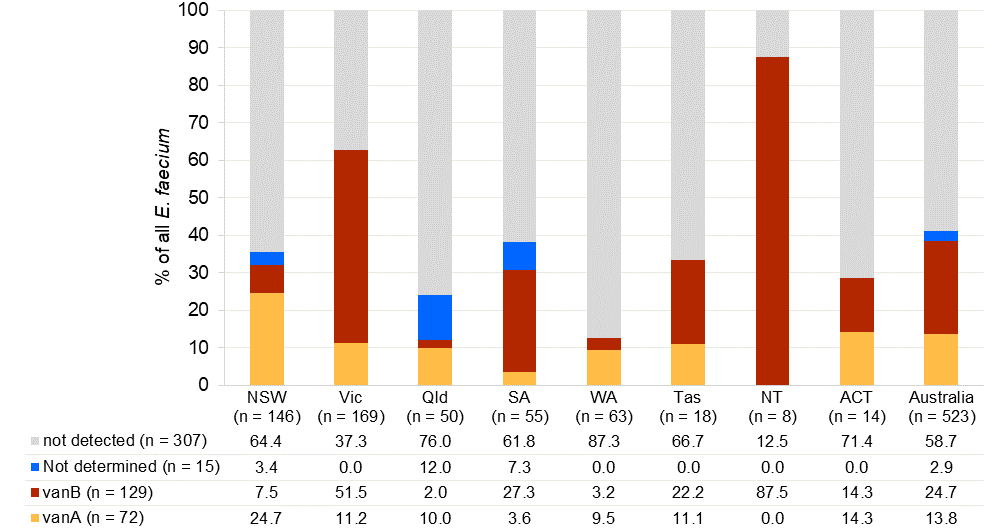 100
90
80
70
60
50
40
30
20
10
0
% of all E. faecium
NSW Vic Qld SA WA Tas NT ACT Australia
(n = 146) (n = 169) (n = 50) (n = 55) (n = 63) (n = 18) (n = 8) (n = 14) (n = 523)
not detected (n = 307) 64.4 37.3 76.0 61.8 87.3 66.7 12.5 71.4 58.7
Not determined (n = 15) 3.4 0.0 12.0 7.3 0.0 0.0 0.0 0.0 2.9
vanB (n = 129) 7.5 51.5 2.0 27.3 3.2 22.2 87.5 14.3 24.7
vanA (n = 72) 24.7 11.2 10.0 3.6 9.5 11.1 0.0 14.3 13.8